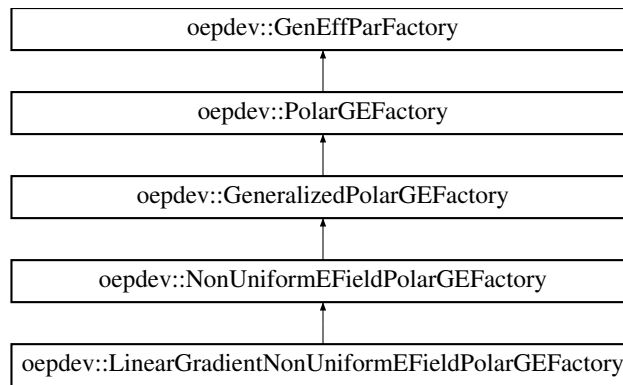 oepdev::GenEffParFactory
oepdev::PolarGEFactory
oepdev::GeneralizedPolarGEFactory
oepdev::NonUniformEFieldPolarGEFactory
oepdev::LinearGradientNonUniformEFieldPolarGEFactory